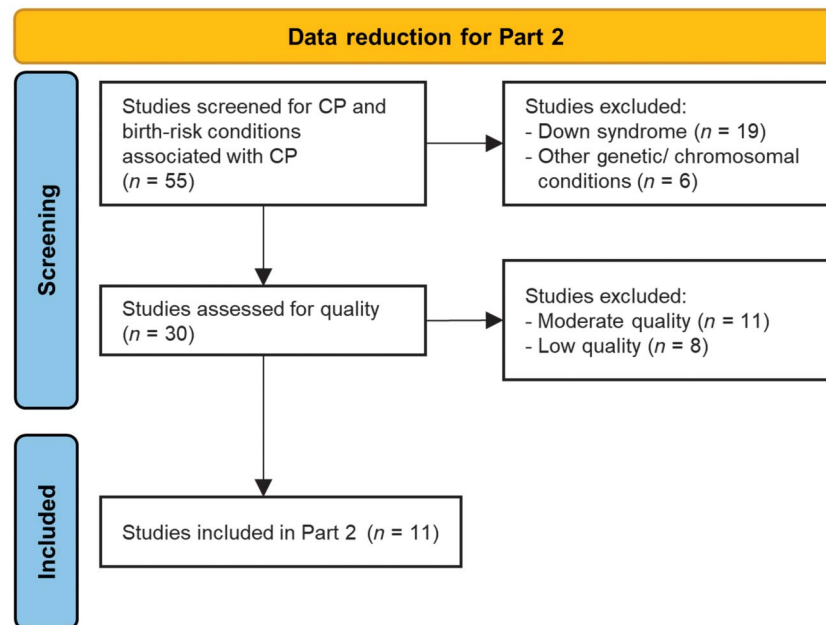 Data reduction for Part 2
Screening
Studies screened for CP and
birth-risk conditions
associated with CP
(n = 55)
Studies excluded:
- Down syndrome (n = 19)
- Other genetic/ chromosomal
conditions (n = 6)
Studies assessed for quality
(n = 30)
Studies excluded:
- Moderate quality (n = 11)
- Low quality (n = 8)
Included
Studies included in Part 2 (n = 11)